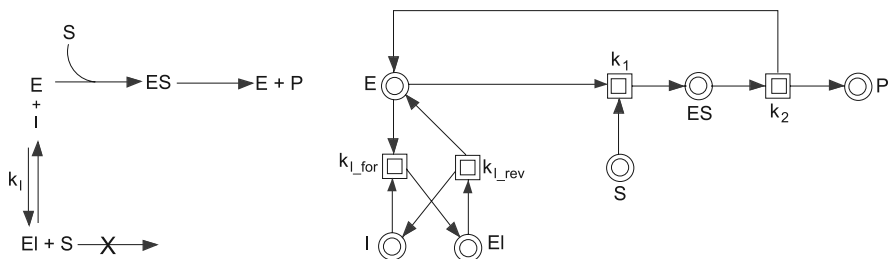 S
E ES E + P
+
I
k_I
EI + S X
E k_1 ES k_2 P
k_I_for k_I_rev S
I EI